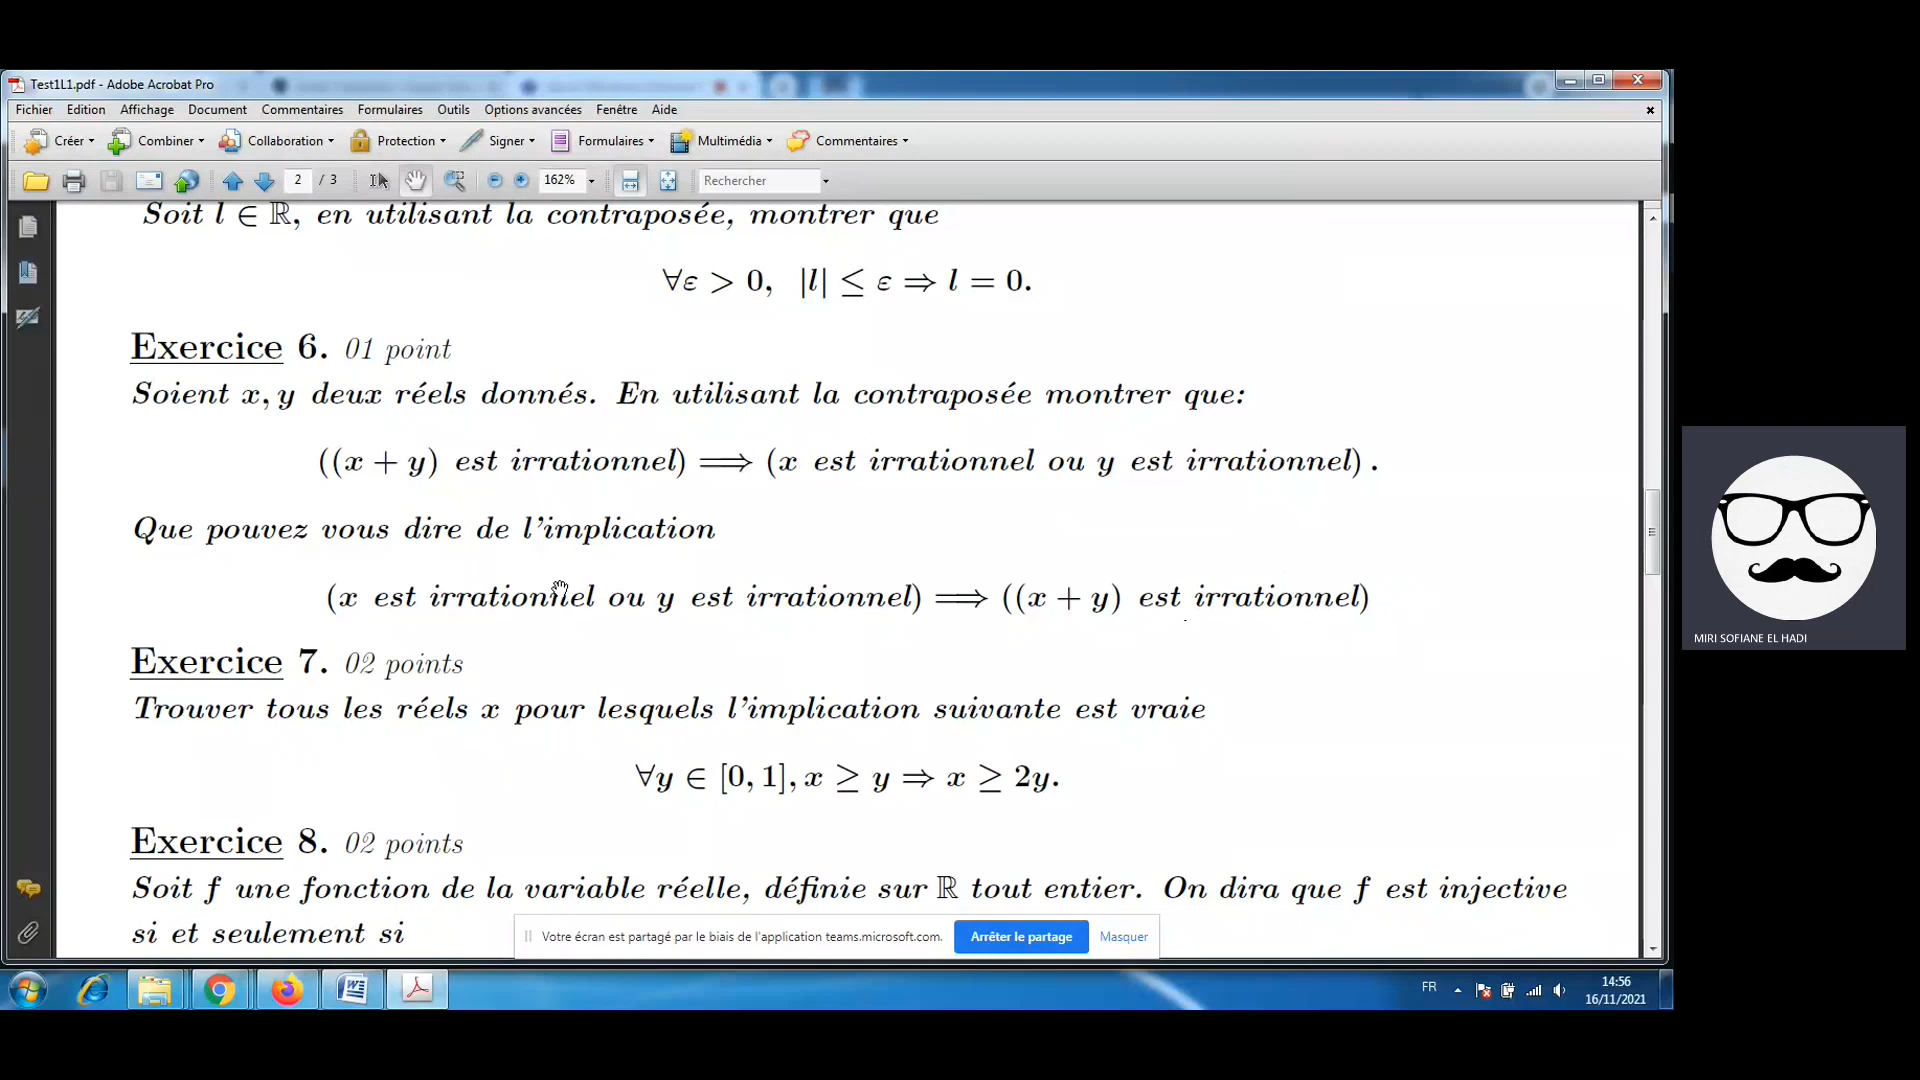 Test1L1.pdf - Adobe Acrobat Pro
Fichier Edition Affichage Document Commentaires Formulaires Outils Options avancées Fenêtre Aide
Créer Combiner Collaboration Protection Signer Formulaires Multimédia Commentaires
2 / 3 162% Rechercher
Soit l ∈ ℝ, en utilisant la contraposée, montrer que
∀ε > 0, |l| ≤ ε ⇒ l = 0.
Exercice 6. 01 point
Soient x, y deux réels donnés. En utilisant la contraposée montrer que:
((x + y) est irrationnel) ⟹ (x est irrationnel ou y est irrationnel).
Que pouvez vous dire de l'implication
(x est irrationnel ou y est irrationnel) ⟹ ((x + y) est irrationnel)
Exercice 7. 02 points
Trouver tous les réels x pour lesquels l'implication suivante est vraie
∀y ∈ [0, 1], x ≥ y ⇒ x ≥ 2y.
Exercice 8. 02 points
Soit f une fonction de la variable réelle, définie sur ℝ tout entier. On dira que f est injective
si et seulement si
Votre écran est partagé par le biais de l'application teams.microsoft.com. Arrêter le partage Masquer
FR 14:56
16/11/2021
MIRI SOFIANE EL HADI